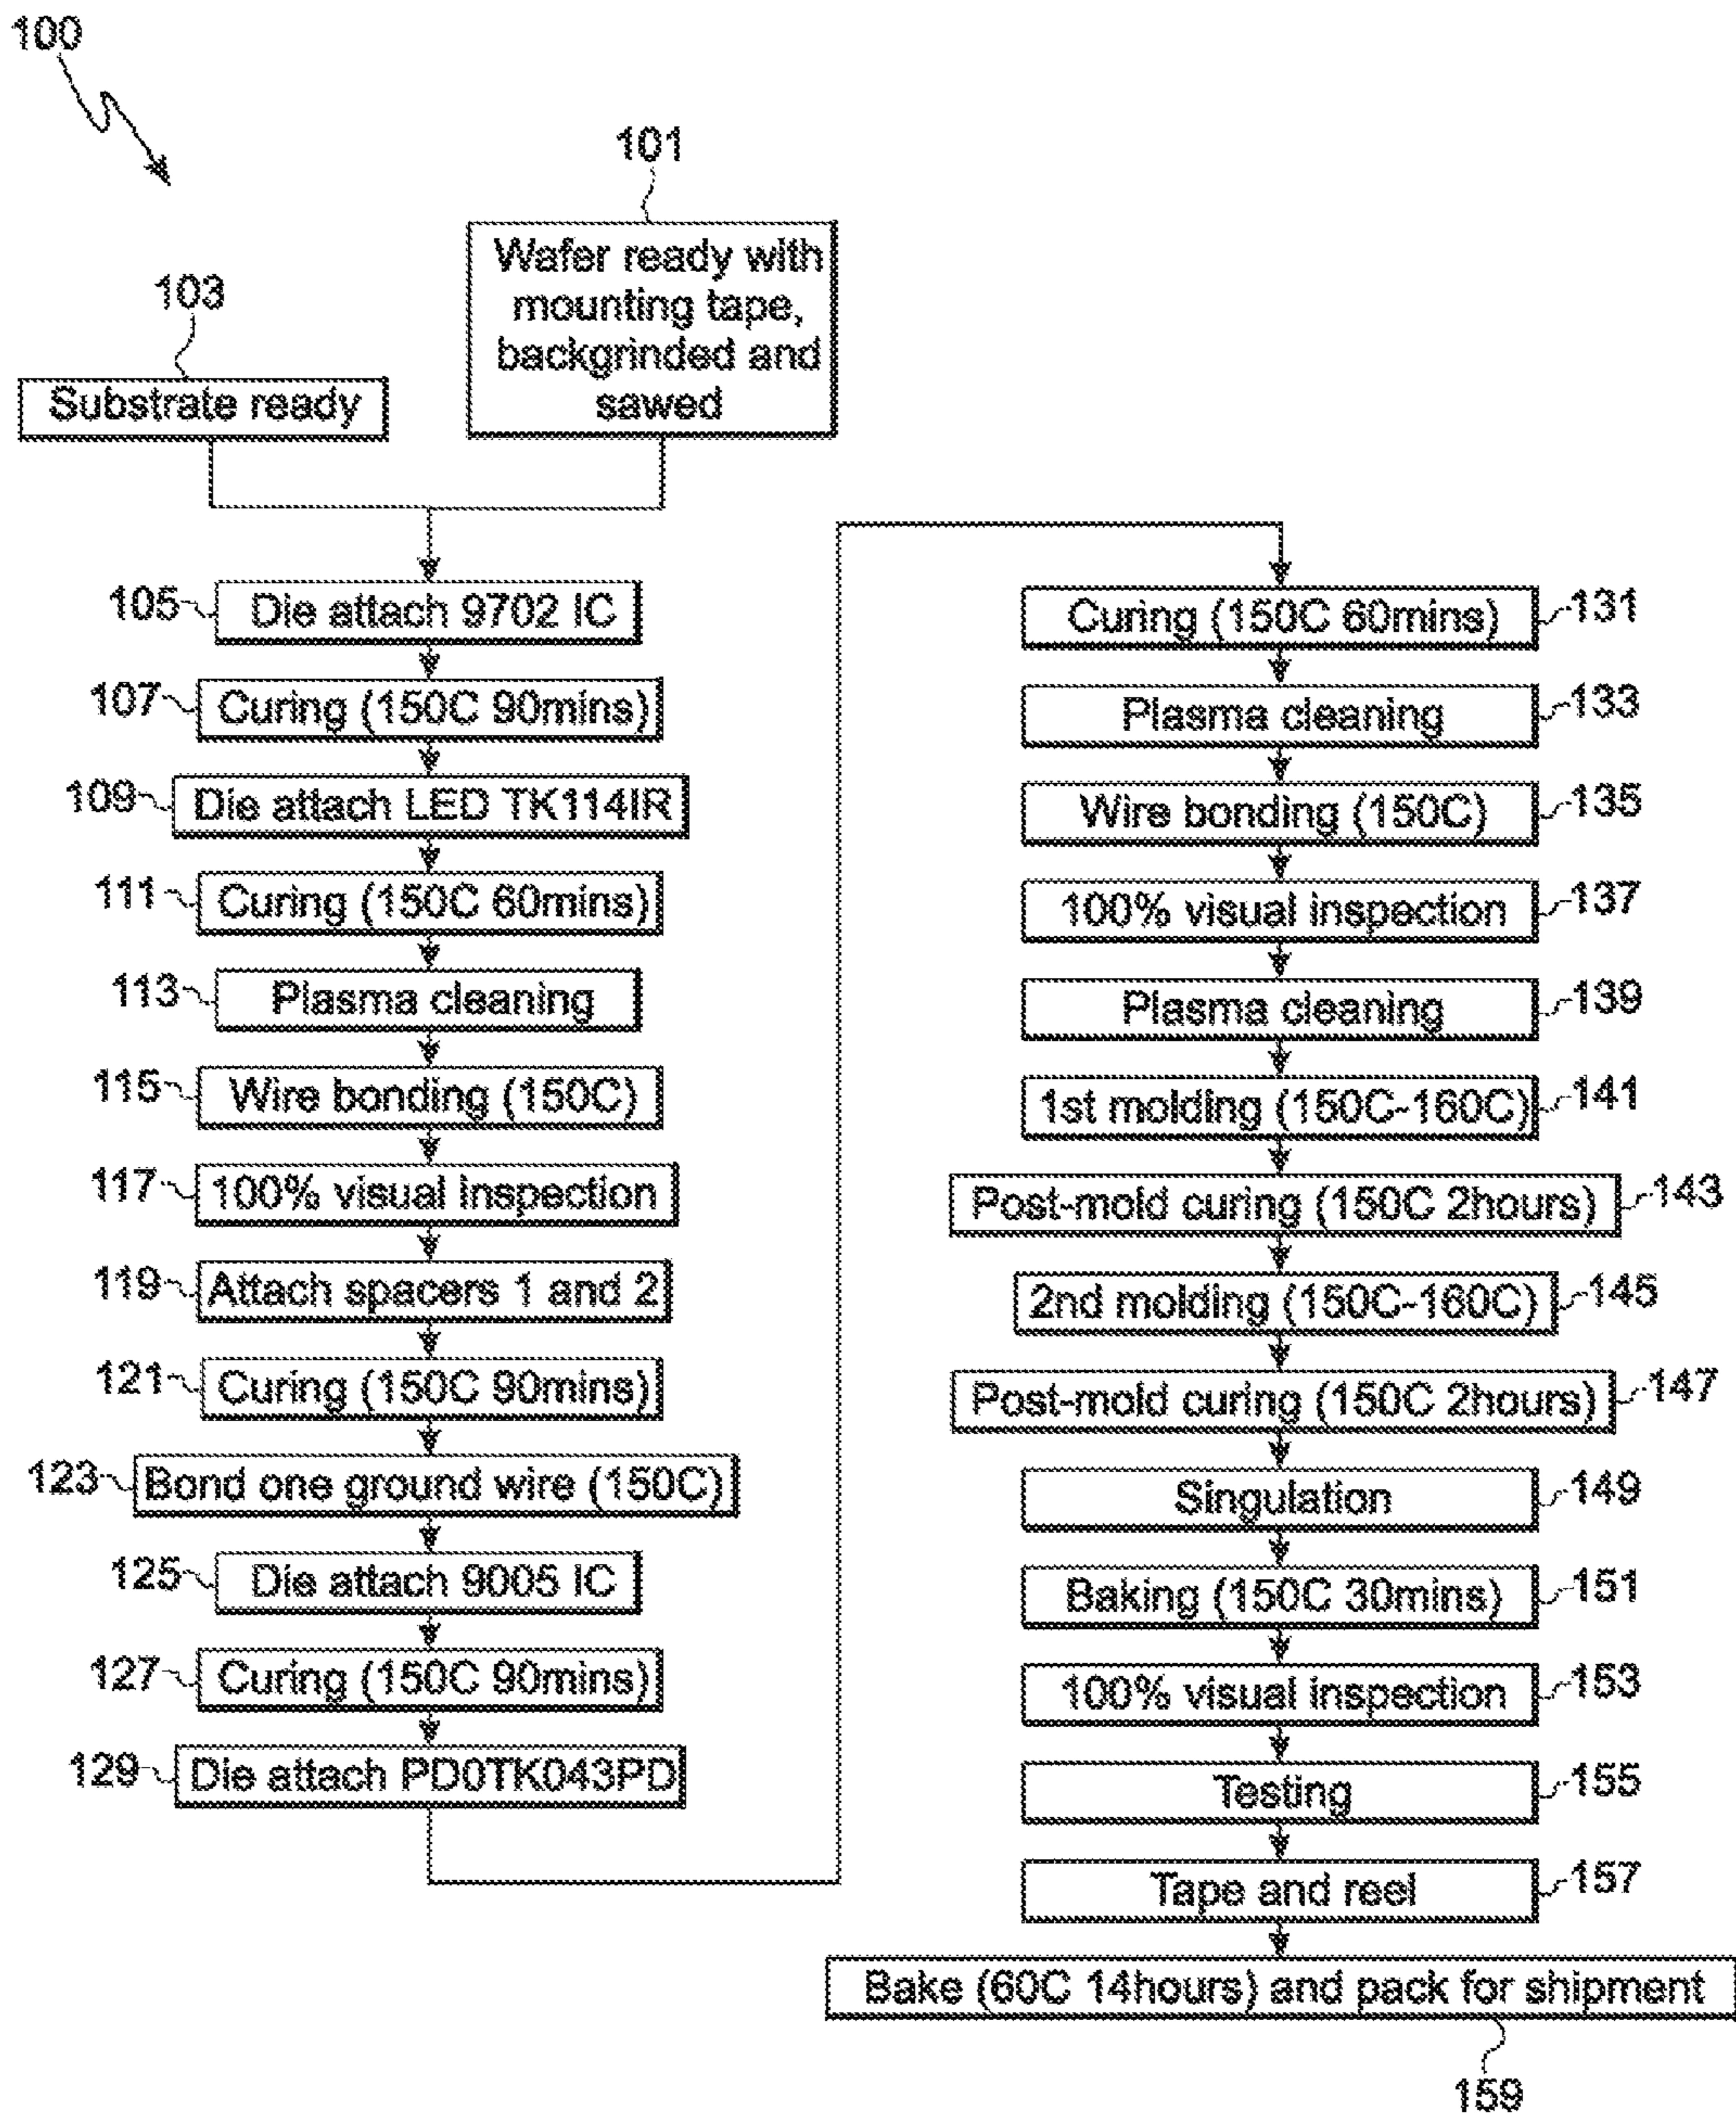 100
101
Wafer ready with
mounting tape,
backgrinded and
sawed
103
Substrate ready
105
Die attach 9702 IC
107
Curing (150C 90mins)
109
Die attach LED TK114IR
111
Curing (150C 60mins)
113
Plasma cleaning
115
Wire bonding (150C)
117
100% visual inspection
119
Attach spacers 1 and 2
121
Curing (150C 90mins)
123
Bond one ground wire (150C)
125
Die attach 9005 IC
127
Curing (150C 90mins)
129
Die attach PD0TK043PD
Curing (150C 60mins)
131
Plasma cleaning
133
Wire bonding (150C)
135
100% visual inspection
137
Plasma cleaning
139
1st molding (150C-160C)
141
Post-mold curing (150C 2hours)
143
2nd molding (150C-160C)
145
Post-mold curing (150C 2hours)
147
Singulation
149
Baking (150C 30mins)
151
100% visual inspection
153
Testing
155
Tape and reel
157
Bake (60C 14hours) and pack for shipment
159